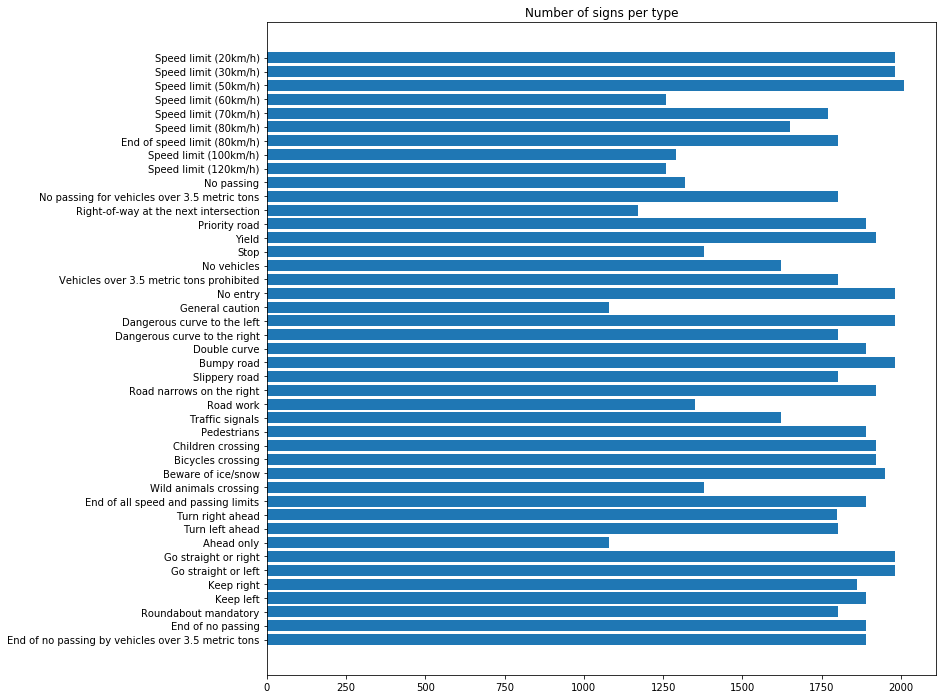 Number of signs per type
Speed limit (20km/h)
Speed limit (30km/h)
Speed limit (50km/h)
Speed limit (60km/h)
Speed limit (70km/h)
Speed limit (80km/h)
End of speed limit (80km/h)
Speed limit (100km/h)
Speed limit (120km/h)
No passing
No passing for vehicles over 3.5 metric tons
Right-of-way at the next intersection
Priority road
Yield
Stop
No vehicles
Vehicles over 3.5 metric tons prohibited
No entry
General caution
Dangerous curve to the left
Dangerous curve to the right
Double curve
Bumpy road
Slippery road
Road narrows on the right
Road work
Traffic signals
Pedestrians
Children crossing
Bicycles crossing
Beware of ice/snow
Wild animals crossing
End of all speed and passing limits
Turn right ahead
Turn left ahead
Ahead only
Go straight or right
Go straight or left
Keep right
Keep left
Roundabout mandatory
End of no passing
End of no passing by vehicles over 3.5 metric tons
0 250 500 750 1000 1250 1500 1750 2000